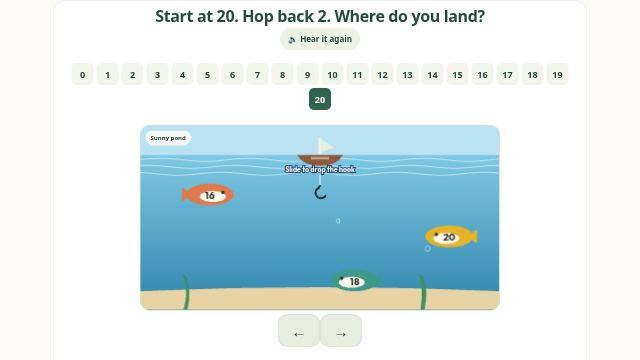 Start at 20. Hop back 2. Where do you land?
🔈 Hear it again
0 1 2 3 4 5 6 7 8 9 10 11 12 13 14 15 16 17 18 19
20
Sunny pond
Slide to drop the hook
16
20
18
← →